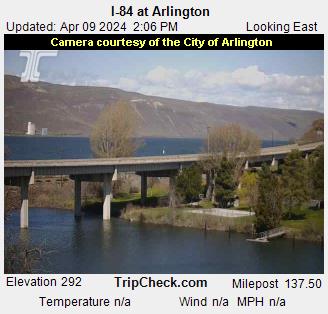 I-84 at Arlington
Updated: Apr 09 2024 2:06 PM Looking East
Camera courtesy of the City of Arlington
Elevation 292 TripCheck.com Milepost 137.50
Temperature n/a Wind n/a MPH n/a